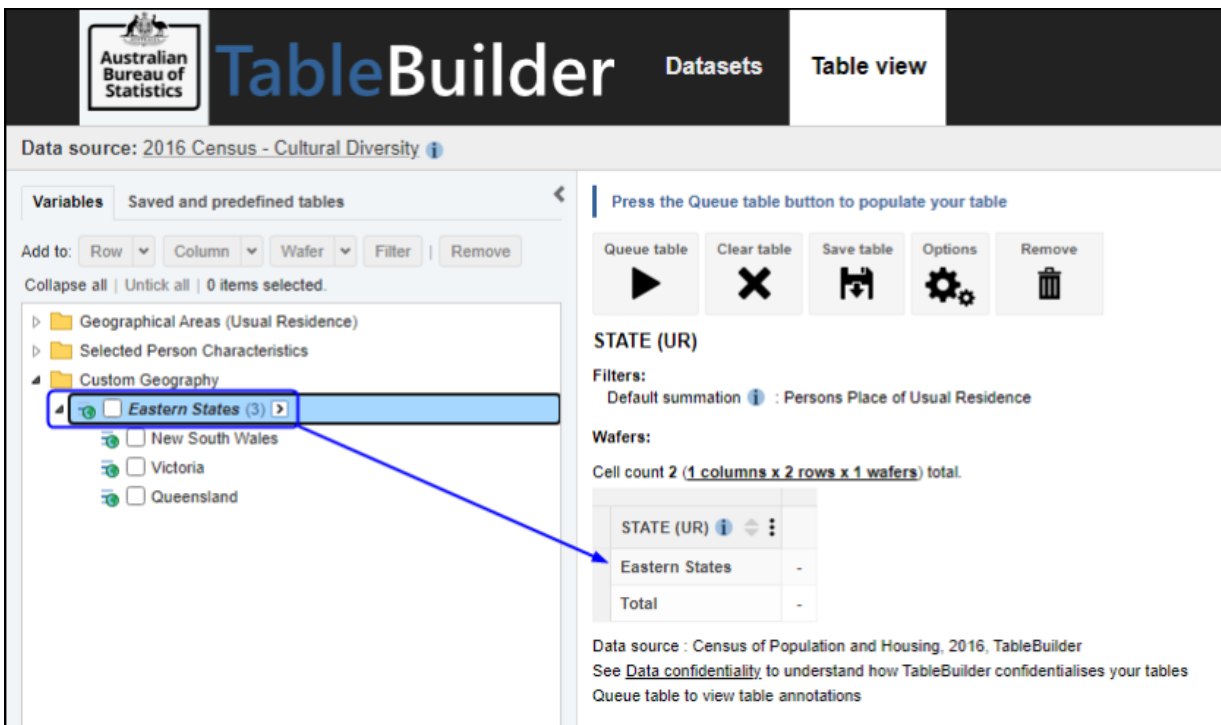 Australian
Bureau of
Statistics
TableBuilder
Datasets
Table view
Data source: 2016 Census - Cultural Diversity
Variables
Saved and predefined tables
Add to: Row Column Wafer Filter | Remove
Collapse all | Untick all | 0 items selected.
Geographical Areas (Usual Residence)
Selected Person Characteristics
Custom Geography
Eastern States (3)
New South Wales
Victoria
Queensland
Press the Queue table button to populate your table
Queue table Clear table Save table Options Remove
STATE (UR)
Filters:
Default summation i : Persons Place of Usual Residence
Wafers:
Cell count 2 (1 columns x 2 rows x 1 wafers) total.
STATE (UR) i
Eastern States -
Total -
Data source : Census of Population and Housing, 2016, TableBuilder
See Data confidentiality to understand how TableBuilder confidentialises your tables
Queue table to view table annotations